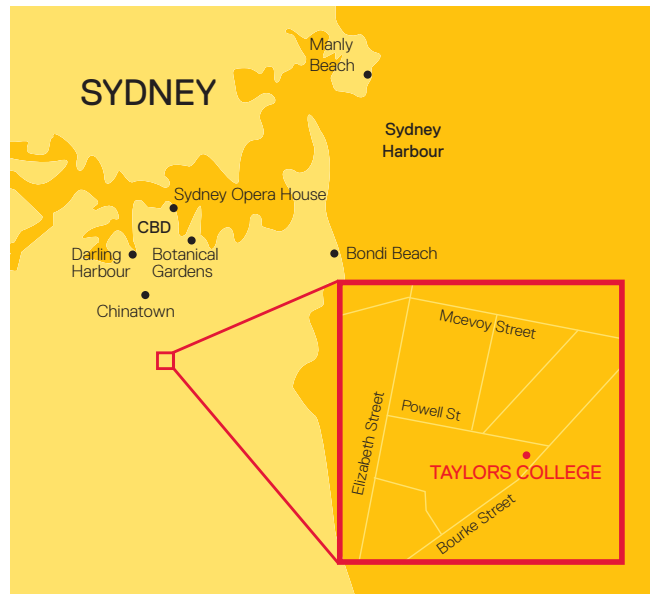 Manly
Beach
SYDNEY
Sydney
Harbour
Sydney Opera House
CBD
Darling
Harbour
Botanical
Gardens
Bondi Beach
Chinatown
Mcevoy Street
Elizabeth Street
Powell St
TAYLORS COLLEGE
Bourke Street